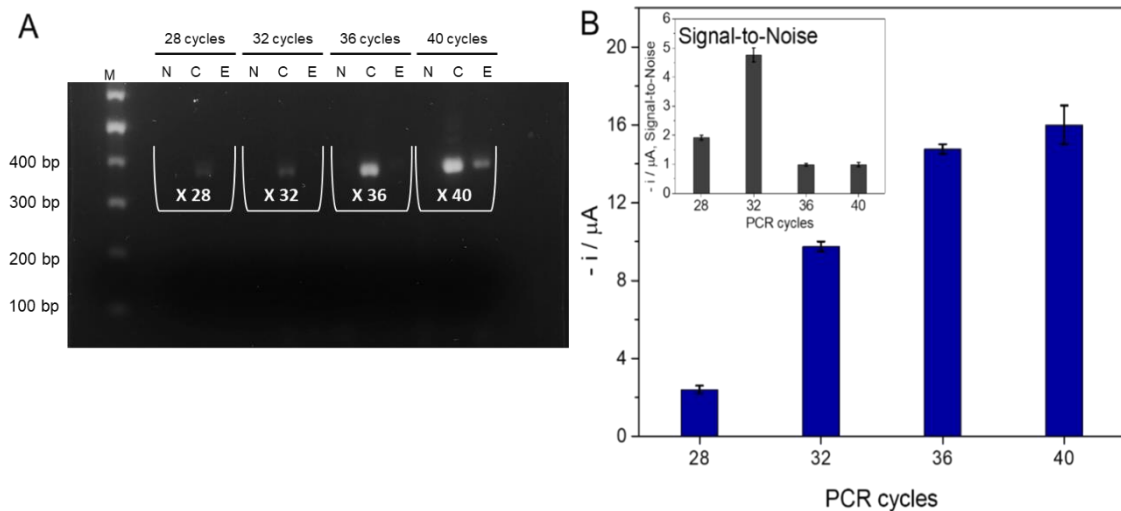 A
28 cycles 32 cycles 36 cycles 40 cycles
M N C E N C E N C E N C E
400 bp
300 bp
200 bp
100 bp
X 28 X 32 X 36 X 40
B
- i / µA
20
16
12
8
4
0
28 32 36 40
PCR cycles
Signal-to-Noise
- i / µA, Signal-to-Noise
6
5
4
3
2
1
0
28 32 36 40
PCR cycles